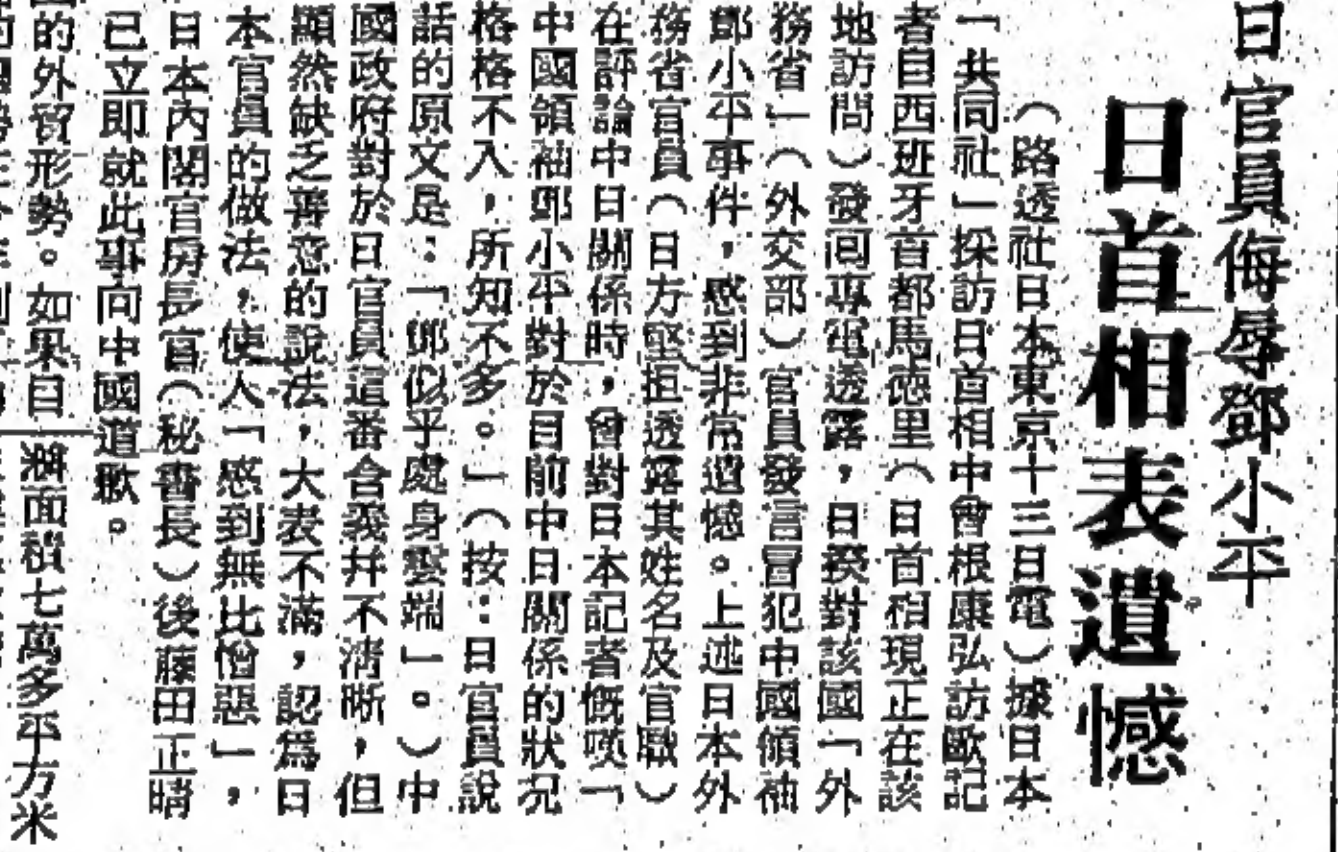 日官員侮辱鄧小平
日首相表遺憾
（路透社日本東京十三日電）據日本
「共同社」採訪日首相中曾根康弘訪歐記
者自西班牙首都馬德里（日首相現正在該
地訪問）發回專電透露，日揆對該國「外
務省」（外交部）官員發言冒犯中國領袖
鄧小平事件，感到非常遺憾。上述日本外
務省官員（日方堅拒透露其姓名及官職）
在評論中日關係時，曾對日本記者慨嘆「
中國領袖鄧小平對於目前中日關係的狀況
格格不入，所知不多。」（按：日官員說
話的原文是：「鄧似乎處身雲端」。）中
國政府對於日官員這番含義幷不清晰，但
顯然缺乏善意的說法，大表不滿，認爲日
本官員的做法，使人「感到無比憎惡」，
日本內閣官房長官（秘書長）後藤田正晴
已立即就此事向中國道歉。
的外貿形勢。如果自
湖面積七萬多平方米